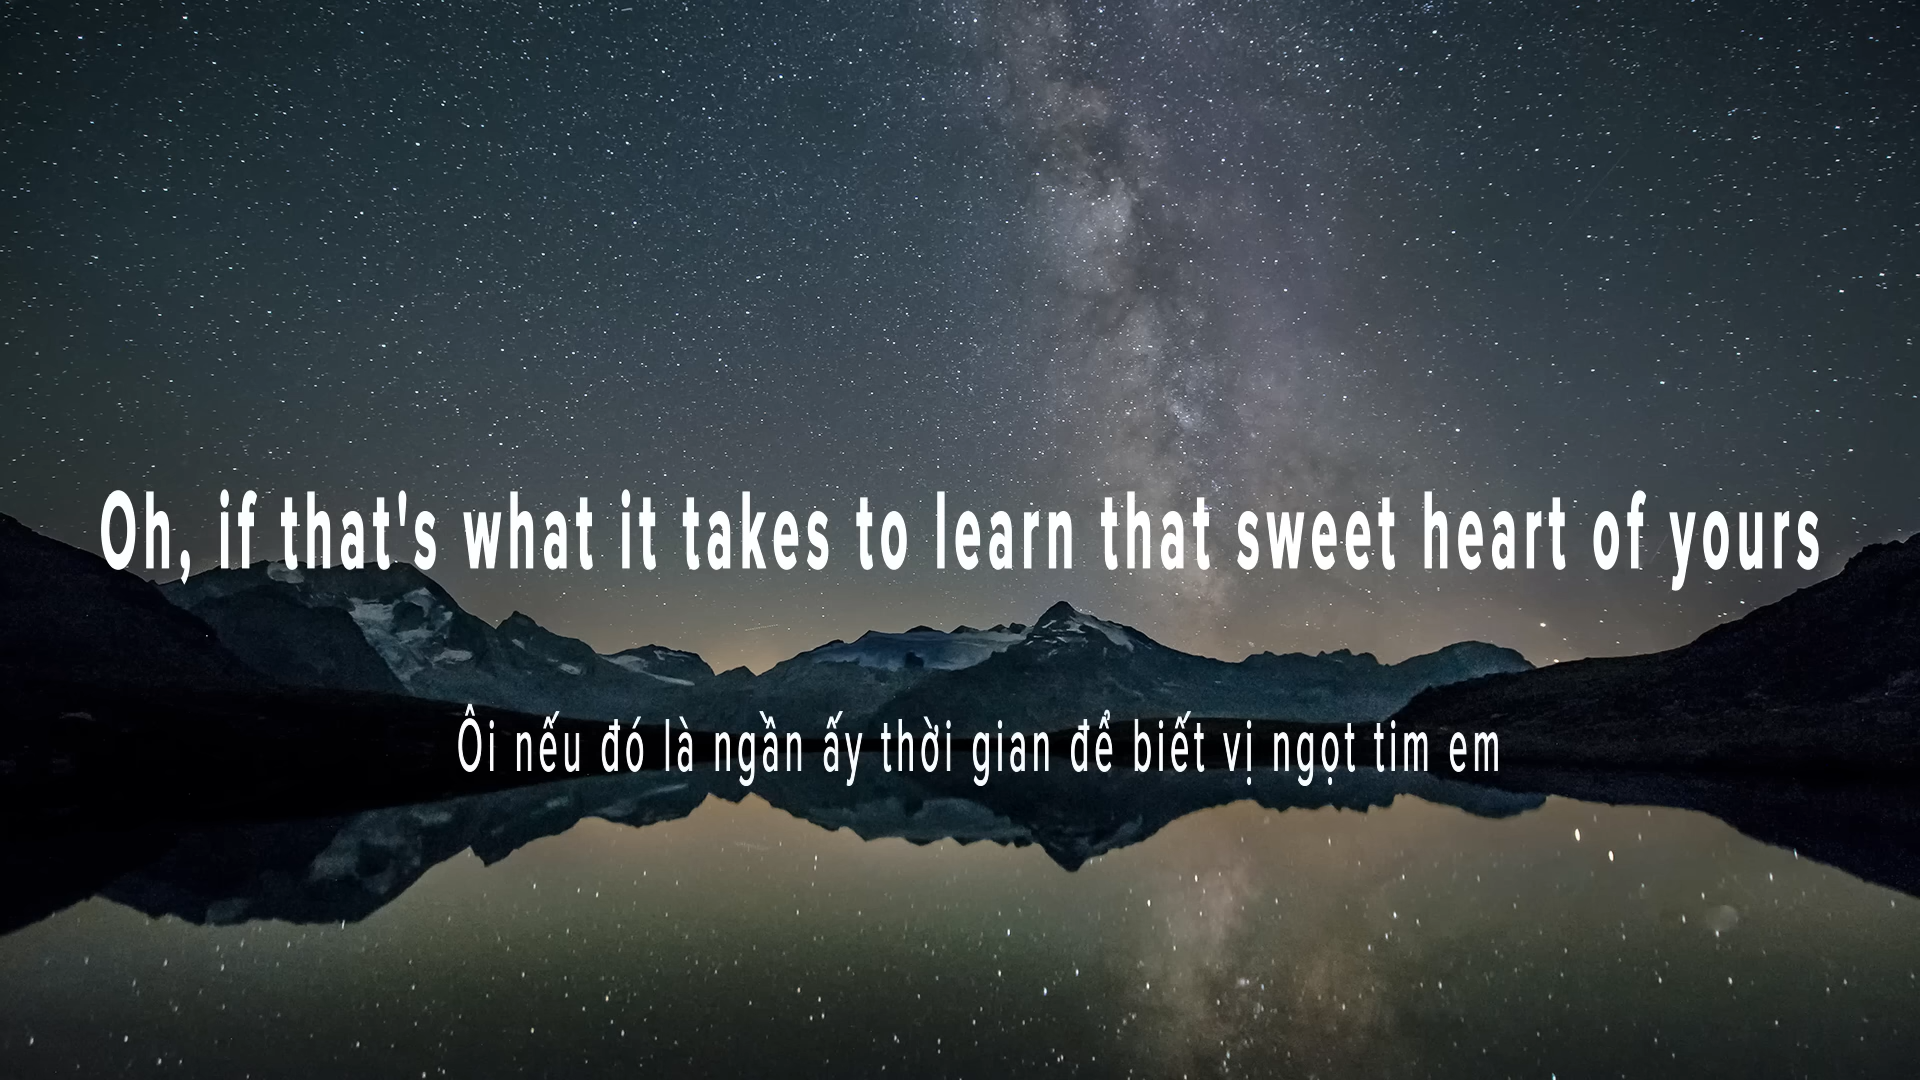 Oh, if that's what it takes to learn that sweet heart of yours
Ôi nếu đó là ngần ấy thời gian để biết vị ngọt tim em